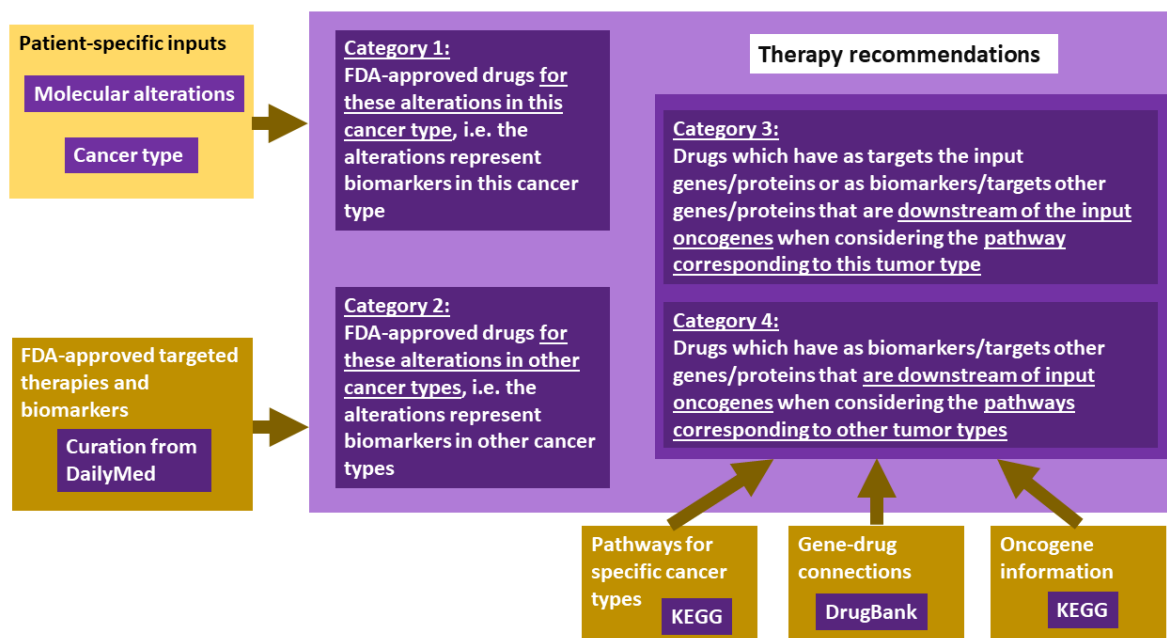 Patient-specific inputs
Molecular alterations
Cancer type
FDA-approved targeted
therapies and
biomarkers
Curation from
DailyMed
Category 1:
FDA-approved drugs for
these alterations in this
cancer type, i.e. the
alterations represent
biomarkers in this cancer
type
Category 2:
FDA-approved drugs for
these alterations in other
cancer types, i.e. the
alterations represent
biomarkers in other cancer
types
Therapy recommendations
Category 3:
Drugs which have as targets the input
genes/proteins or as biomarkers/targets other
genes/proteins that are downstream of the input
oncogenes when considering the pathway
corresponding to this tumor type
Category 4:
Drugs which have as biomarkers/targets other
genes/proteins that are downstream of input
oncogenes when considering the pathways
corresponding to other tumor types
Pathways for
specific cancer
types
KEGG
Gene-drug
connections
DrugBank
Oncogene
information
KEGG